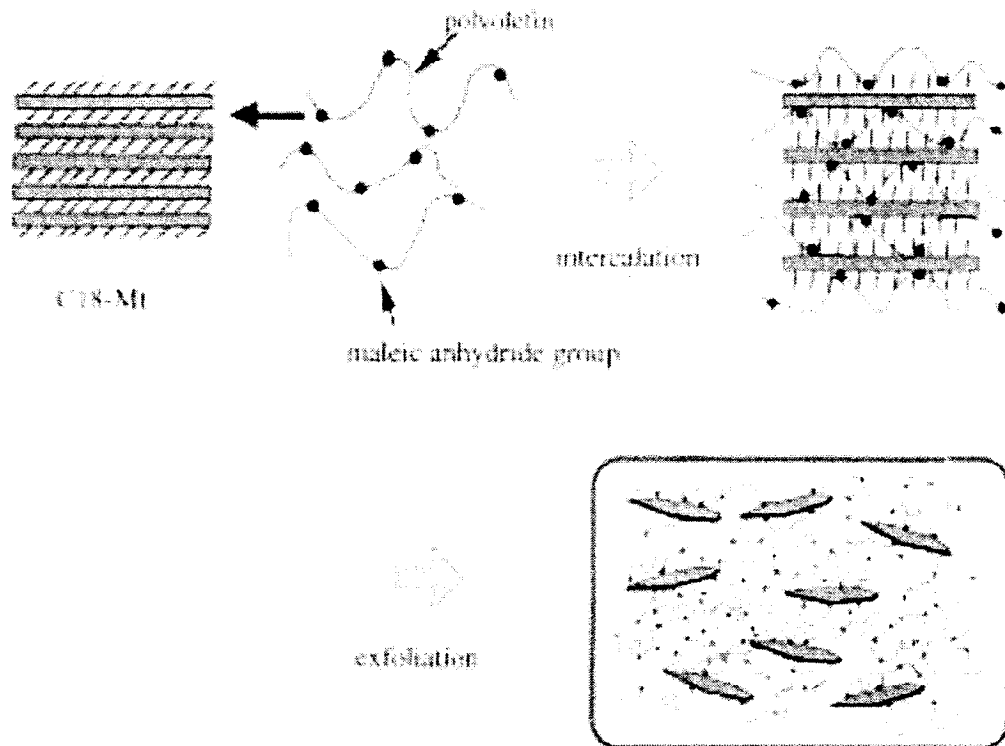 polyolefin
C18-Mt
intercalation
maleic anhydride group
exfoliation